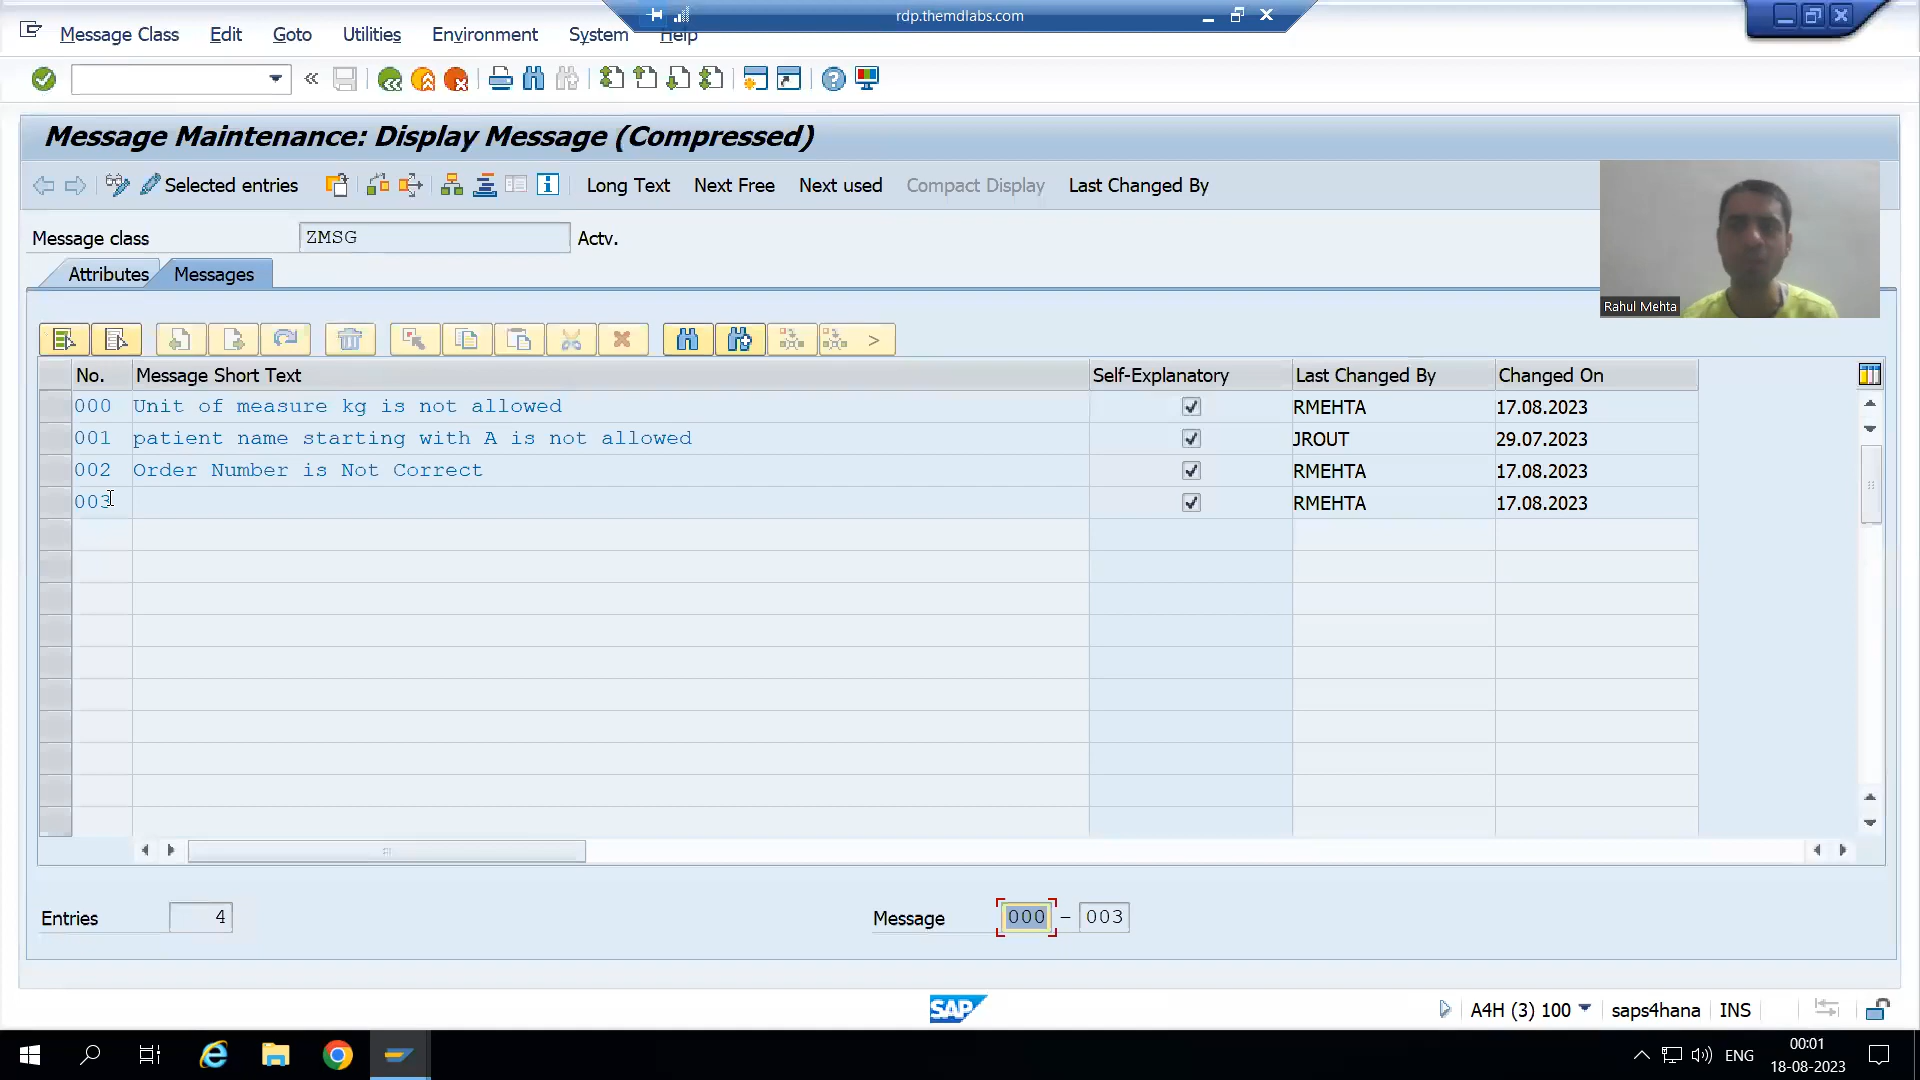 rdp.themdlabs.com
Message Class Edit Goto Utilities Environment System Help
Message Maintenance: Display Message (Compressed)
Selected entries Long Text Next Free Next used Compact Display Last Changed By
Message class ZMSG Actv.
Attributes Messages
Rahul Mehta
No. Message Short Text Self-Explanatory Last Changed By Changed On
000 Unit of measure kg is not allowed RMEHTA 17.08.2023
001 patient name starting with A is not allowed JROUT 29.07.2023
002 Order Number is Not Correct RMEHTA 17.08.2023
003 RMEHTA 17.08.2023
Entries 4 Message 000 - 003
SAP A4H (3) 100 saps4hana INS
ENG 00:01
18-08-2023